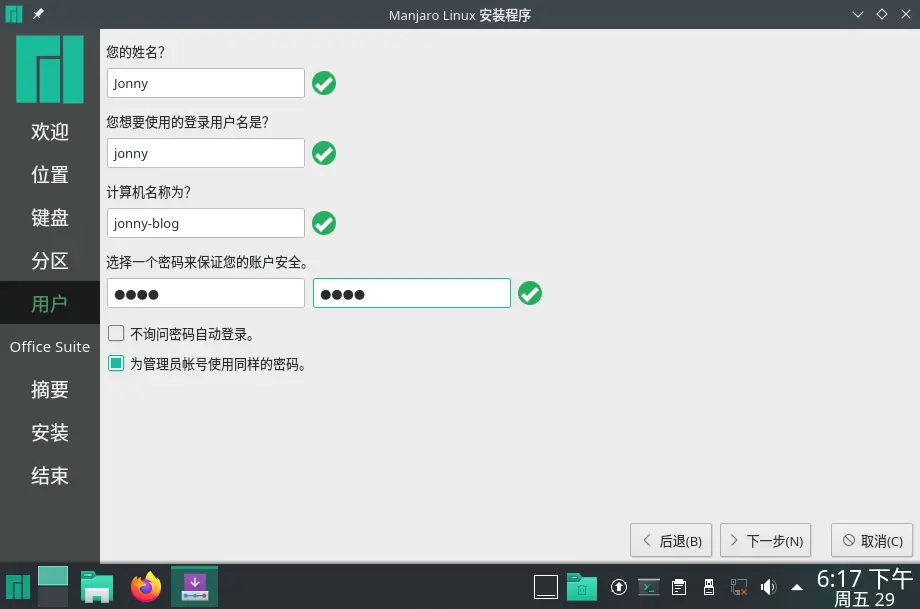 Manjaro Linux 安装程序
欢迎
位置
键盘
分区
用户
Office Suite
摘要
安装
结束
您的姓名?
Jonny
您想要使用的登录用户名是?
jonny
计算机名称为?
jonny-blog
选择一个密码来保证您的账户安全。
●●●● ●●●●
不询问密码自动登录。
为管理员帐号使用同样的密码。
后退(B) 下一步(N) 取消(C)
6:17 下午
周五 29